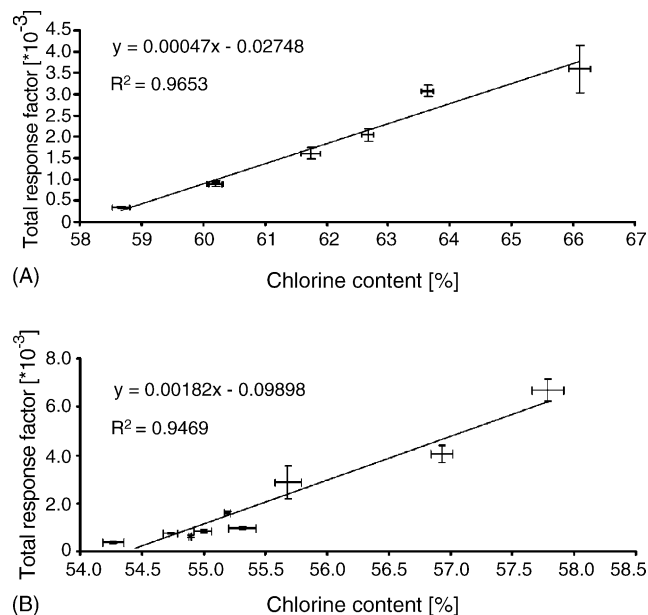 Total response factor [*10⁻³]
4.5
4.0
3.5
3.0
2.5
2.0
1.5
1.0
0.5
0
y = 0.00047x - 0.02748
R² = 0.9653
58 59 60 61 62 63 64 65 66 67
(A) Chlorine content [%]
Total response factor [*10⁻³]
8.0
6.0
4.0
2.0
0
y = 0.00182x - 0.09898
R² = 0.9469
54.0 54.5 55.0 55.5 56.0 56.5 57.0 57.5 58.0 58.5
(B) Chlorine content [%]